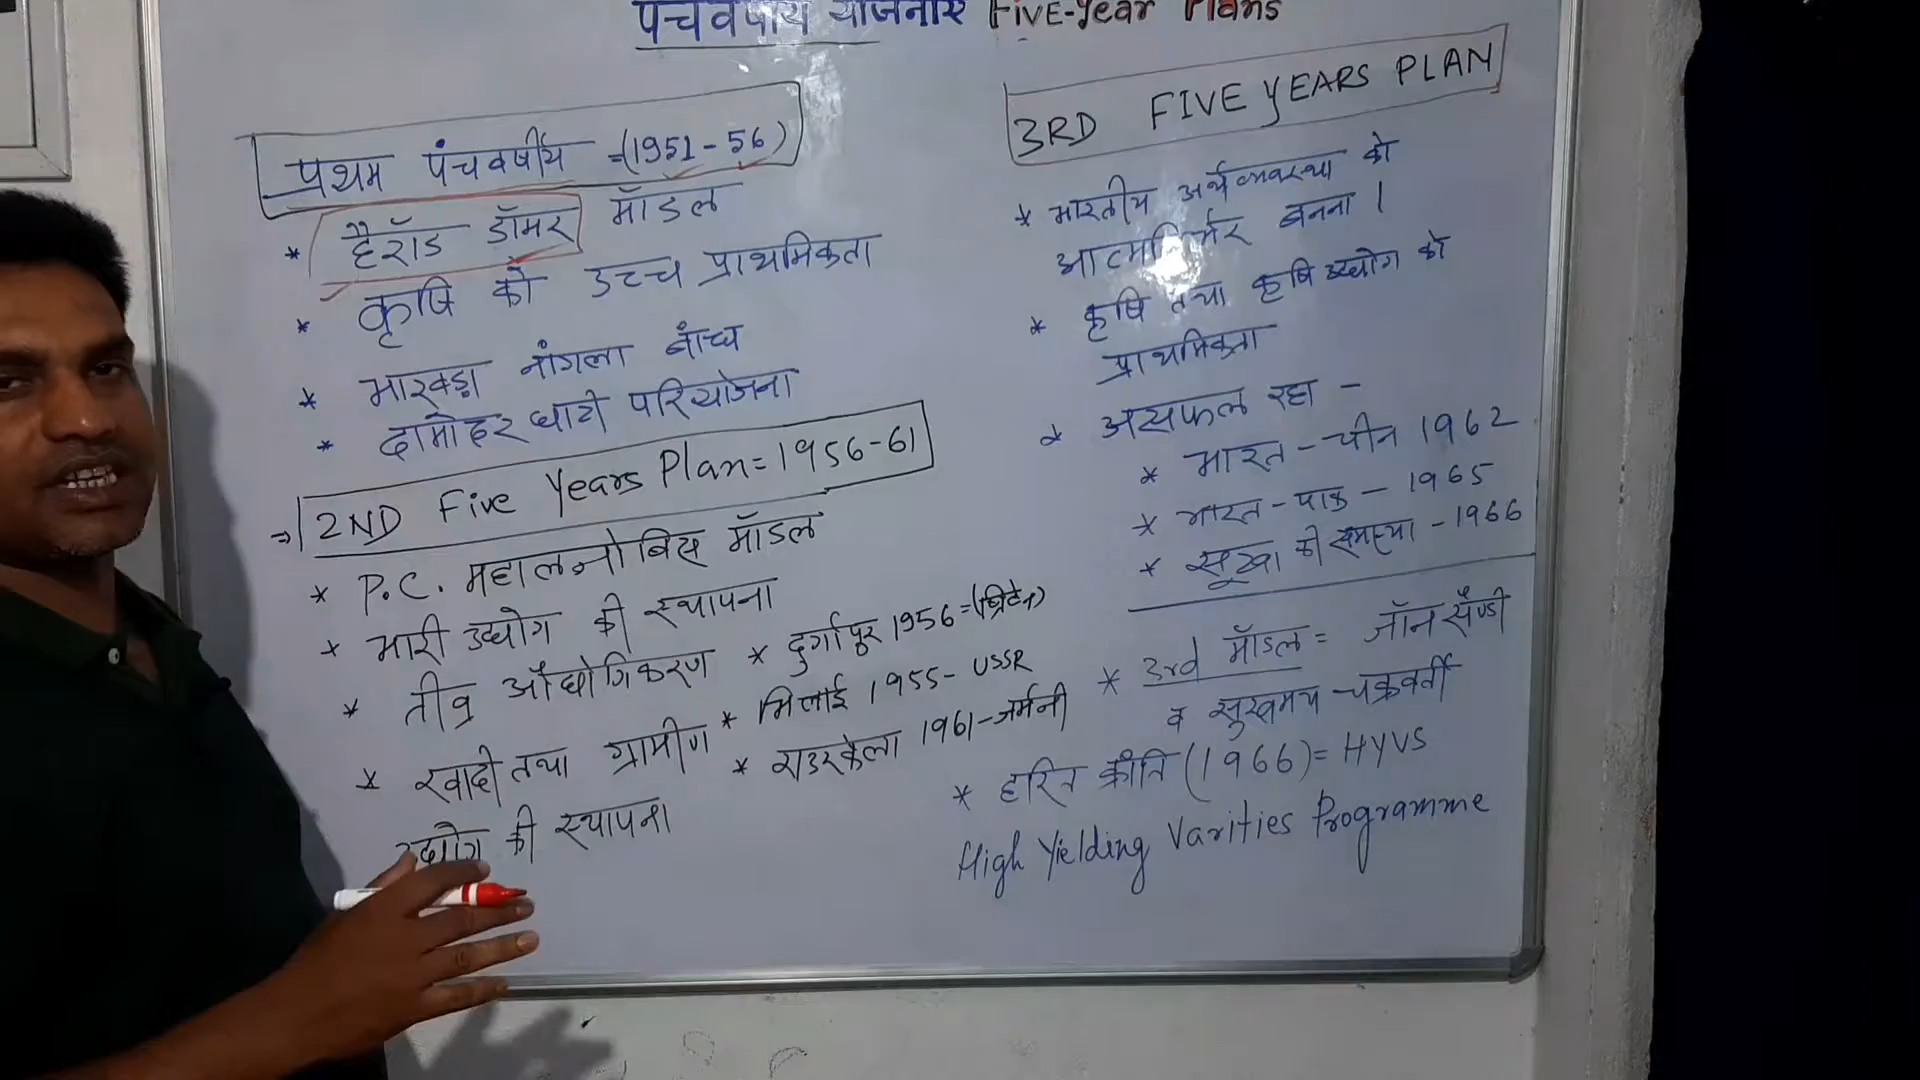 पंचवर्षीय योजनाएं Five-Year Plans
प्रथम पंचवर्षीय =(1951-56)
* हैरॉड डॉमर मॉडल
* कृषि को उच्च प्राथमिकता
* भाखड़ा नांगला बांध
* दामोदर घाटी परियोजना
⇒ 2ND Five Years Plan=1956-61
* P.C. महालनोबिस मॉडल
* भारी उद्योग की स्थापना
* तीव्र औद्योगिकरण
* खादी तथा ग्रामीण
उद्योग की स्थापना
* दुर्गापुर 1956=(ब्रिटेन)
* भिलाई 1955- USSR
* राउरकेला 1961-जर्मनी
3RD FIVE YEARS PLAN
* भारतीय अर्थव्यवस्था को
आत्मनिर्भर बनना।
* कृषि तथा कृषि उद्योग को
प्राथमिकता
* असफल रहा -
* भारत-चीन 1962
* भारत-पाक - 1965
* सूखा की समस्या - 1966
* 3rd मॉडल = जॉन सैण्डी
व सुखमय चक्रवर्ती
* हरित क्रांति (1966)= HYVS
High Yielding Varities Programme